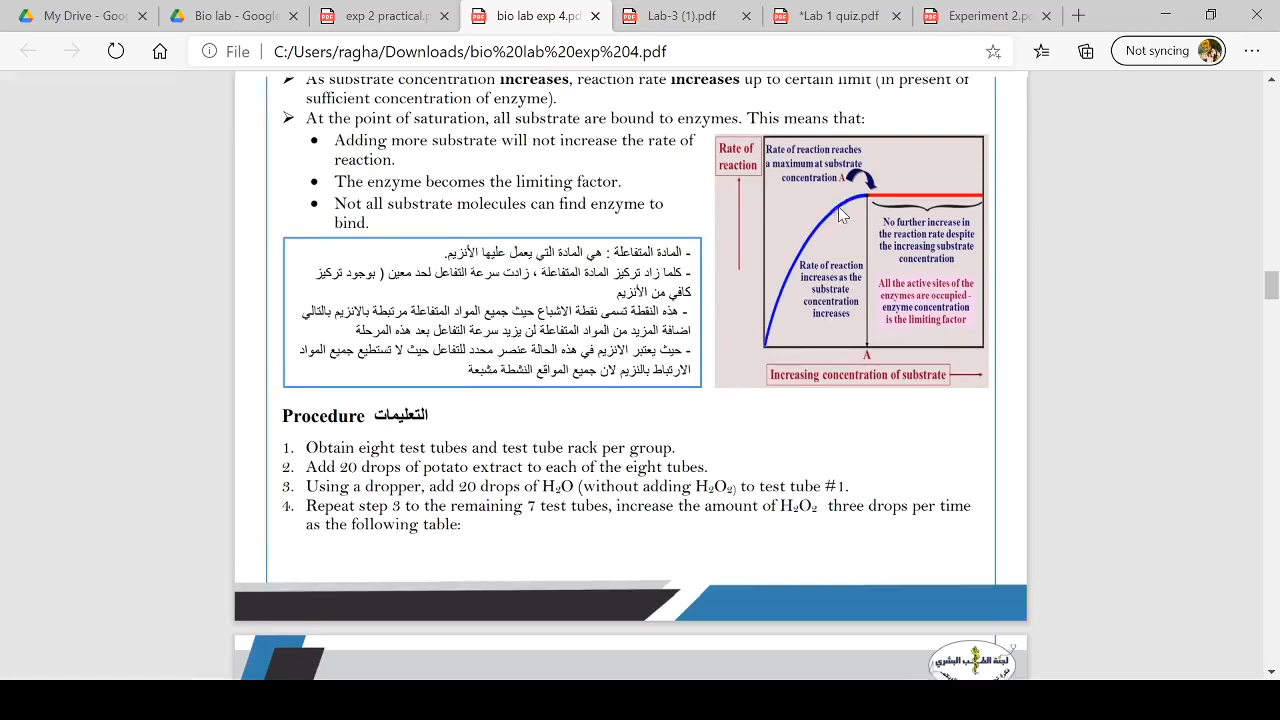 My Drive - Goog
Bio lab - Google
exp 2 practical.p
bio lab exp 4.pd
Lab-3 (1).pdf
*Lab 1 quiz.pdf
Experiment 2.pd
File
C:/Users/ragha/Downloads/bio%20lab%20exp%204.pdf
Not syncing
➢ As substrate concentration increases, reaction rate increases up to certain limit (in present of
sufficient concentration of enzyme).
➢ At the point of saturation, all substrate are bound to enzymes. This means that:
• Adding more substrate will not increase the rate of
reaction.
• The enzyme becomes the limiting factor.
• Not all substrate molecules can find enzyme to
bind.
Rate of
reaction
Rate of reaction reaches
a maximum at substrate
concentration A
No further increase in
the reaction rate despite
the increasing substrate
concentration
Rate of reaction
increases as the
substrate
concentration
increases
All the active sites of the
enzymes are occupied -
enzyme concentration
is the limiting factor
A
Increasing concentration of substrate
- المادة المتفاعلة : هي المادة التي يعمل عليها الأنزيم.
- كلما زاد تركيز المادة المتفاعلة ، زادت سرعة التفاعل لحد معين ( بوجود تركيز
كافي من الأنزيم
- هذه النقطة تسمى نقطة الاشباع حيث جميع المواد المتفاعلة مرتبطة بالانزيم بالتالي
اضافة المزيد من المواد المتفاعلة لن يزيد سرعة التفاعل بعد هذه المرحلة
- حيث يعتبر الانزيم في هذه الحالة عنصر محدد للتفاعل حيث لا تستطيع جميع المواد
الارتباط بالنزيم لان جميع المواقع النشطة مشبعة
Procedure التعليمات
1. Obtain eight test tubes and test tube rack per group.
2. Add 20 drops of potato extract to each of the eight tubes.
3. Using a dropper, add 20 drops of H₂O (without adding H₂O₂) to test tube #1.
4. Repeat step 3 to the remaining 7 test tubes, increase the amount of H₂O₂ three drops per time
as the following table:
لجنة الطب البشري